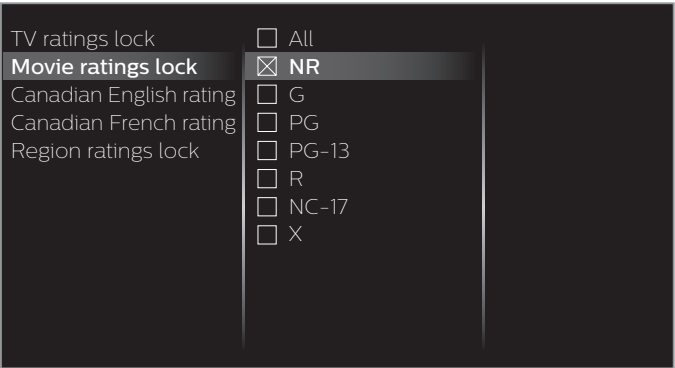 TV ratings lock
Movie ratings lock
Canadian English rating
Canadian French rating
Region ratings lock
All
NR
G
PG
PG-13
R
NC-17
X